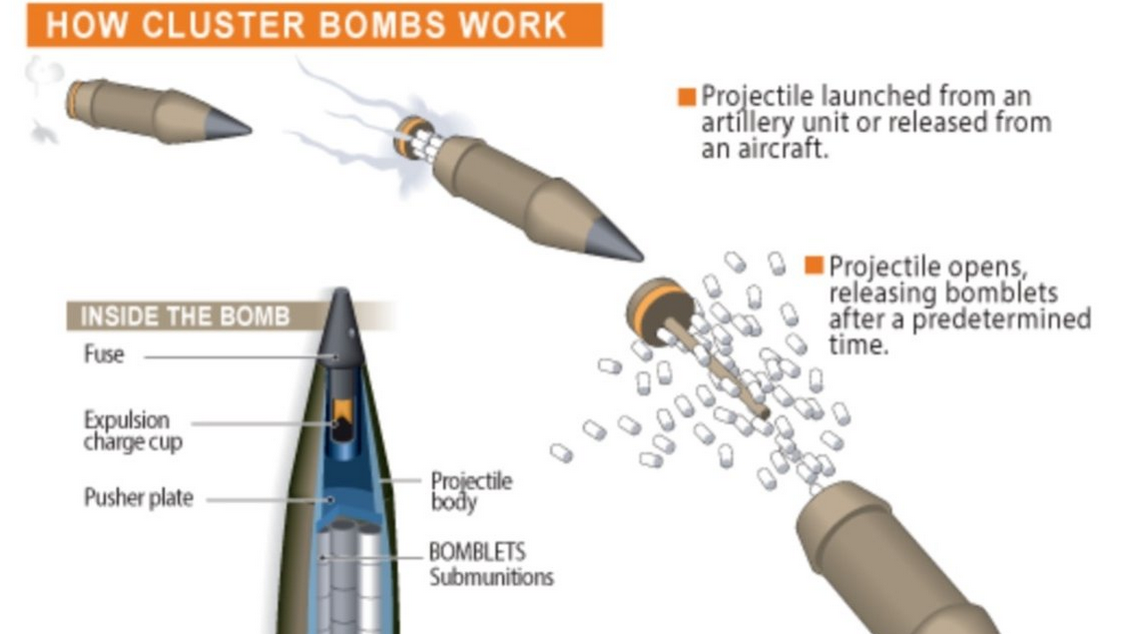 HOW CLUSTER BOMBS WORK
Projectile launched from an
artillery unit or released from
an aircraft.
Projectile opens,
releasing bomblets
after a predetermined
time.
INSIDE THE BOMB
Fuse
Expulsion
charge cup
Pusher plate
Projectile
body
BOMBLETS
Submunitions